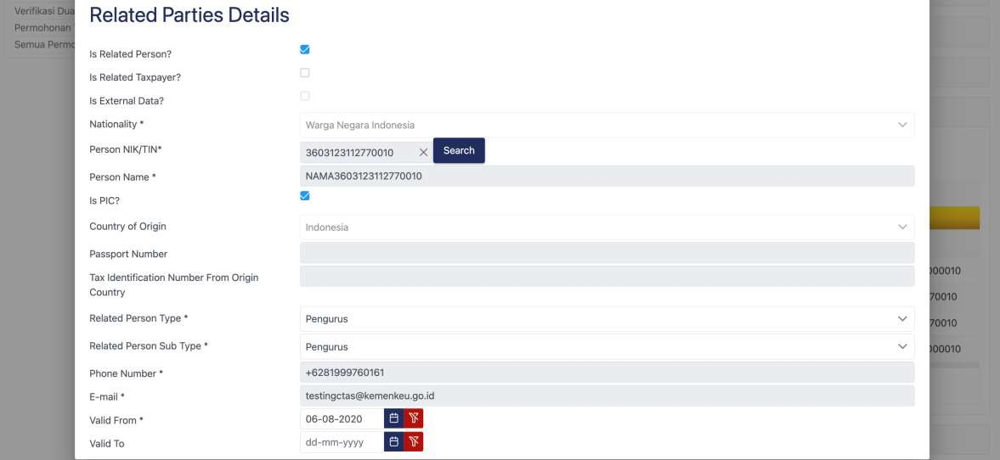 Verifikasi Dua
Permohonan
Semua Permo
Related Parties Details
Is Related Person?
Is Related Taxpayer?
Is External Data?
Nationality * Warga Negara Indonesia
Person NIK/TIN* 3603123112770010 Search
Person Name * NAMA3603123112770010
Is PIC?
Country of Origin Indonesia
Passport Number
Tax Identification Number From Origin
Country
000010
70010
Related Person Type * Pengurus
70010
Related Person Sub Type * Pengurus
000010
Phone Number * +6281999760161
E-mail * testingctas@kemenkeu.go.id
Valid From * 06-08-2020
Valid To dd-mm-yyyy